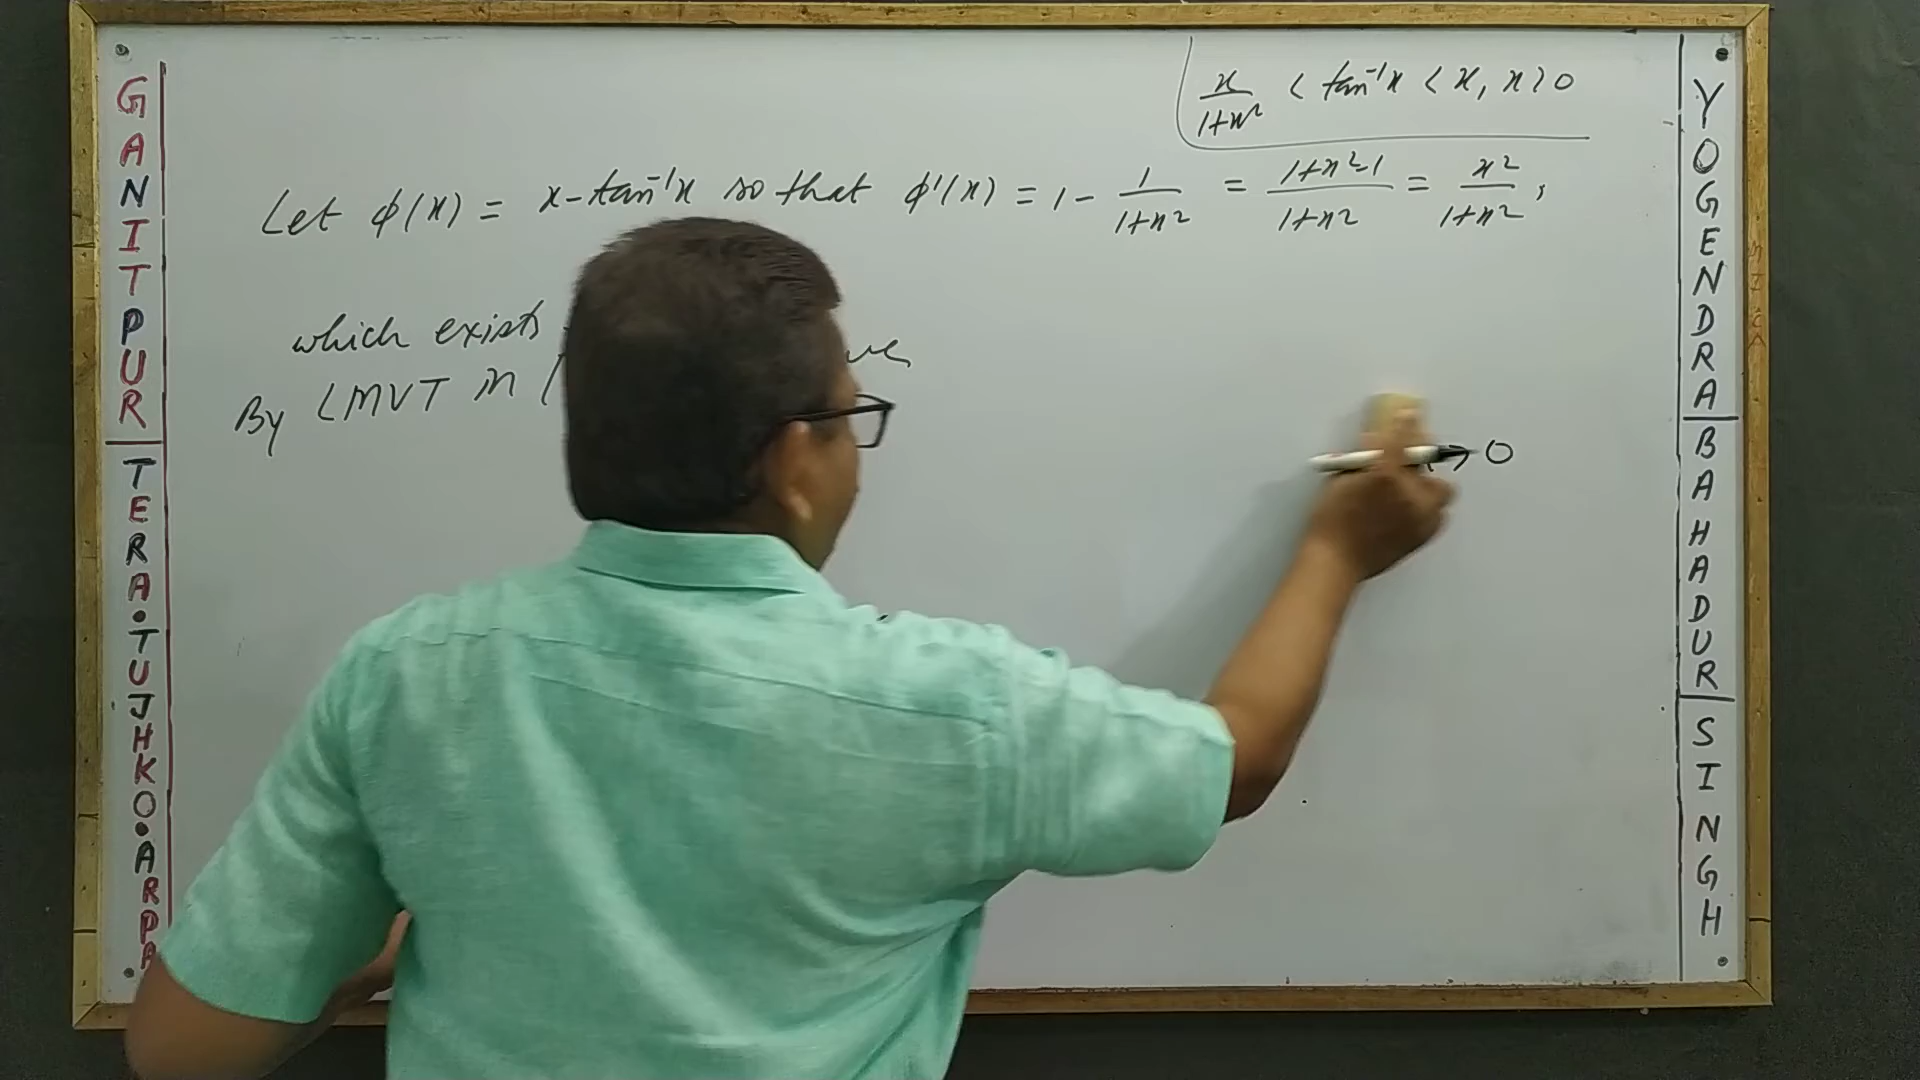 GANITPUR
TERA.TUJHKO.ARPA
x/(1+x²) < tan⁻¹x < x, x>0
Let φ(x) = x-tan⁻¹x so that φ'(x) = 1 - 1/(1+x²) = (1+x²-1)/(1+x²) = x²/(1+x²),
which exists
By LMVT in
→ 0
YOGENDRA
BAHADUR
SINGH